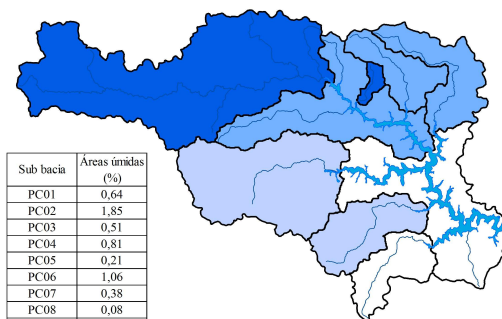 Sub bacia Áreas úmidas (%)
PC01 0,64
PC02 1,85
PC03 0,51
PC04 0,81
PC05 0,21
PC06 1,06
PC07 0,38
PC08 0,08